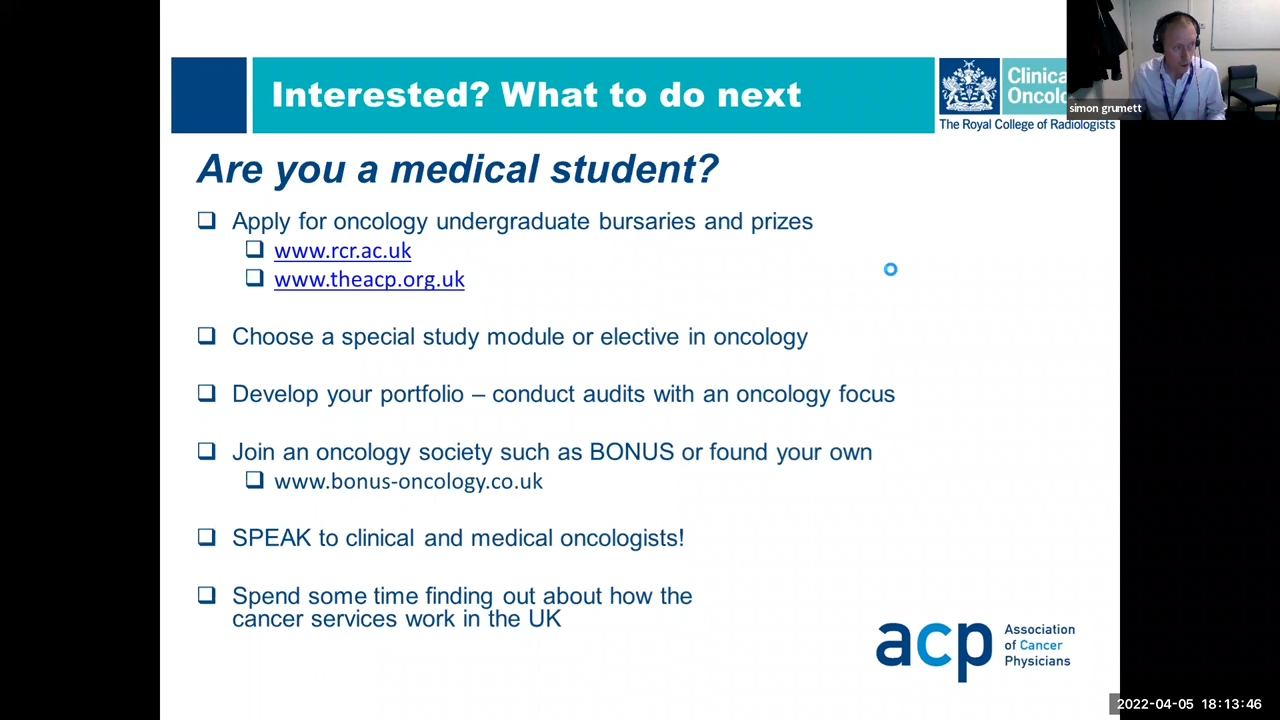 Interested? What to do next
Clinica
Oncolo
The Royal College of Radiologists
simon grumett
Are you a medical student?
Apply for oncology undergraduate bursaries and prizes
www.rcr.ac.uk
www.theacp.org.uk
Choose a special study module or elective in oncology
Develop your portfolio – conduct audits with an oncology focus
Join an oncology society such as BONUS or found your own
www.bonus-oncology.co.uk
SPEAK to clinical and medical oncologists!
Spend some time finding out about how the
cancer services work in the UK
acp
Association
of Cancer
Physicians
2022-04-05 18:13:46